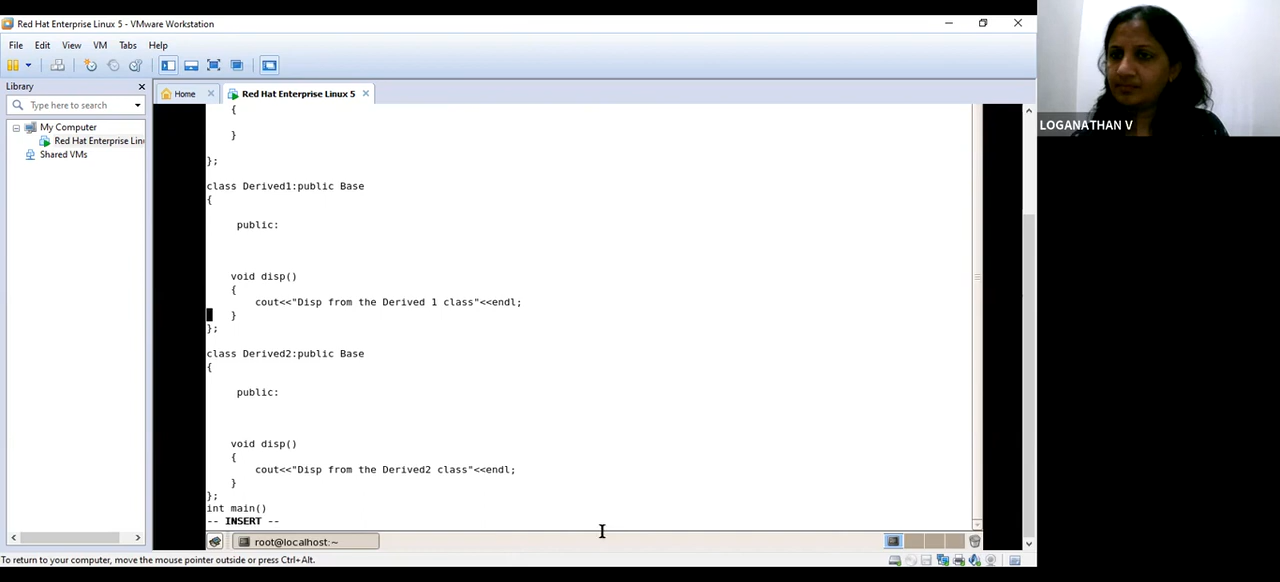 Red Hat Enterprise Linux 5 - VMware Workstation
File Edit View VM Tabs Help
Library
Home
Red Hat Enterprise Linux 5
Type here to search
My Computer
Red Hat Enterprise Lin
Shared VMs
{
}
};
class Derived1:public Base
{
public:
void disp()
{
cout<<"Disp from the Derived 1 class"<<endl;
}
};
class Derived2:public Base
{
public:
void disp()
{
cout<<"Disp from the Derived2 class"<<endl;
}
};
int main()
-- INSERT --
root@localhost:~
To return to your computer, move the mouse pointer outside or press Ctrl+Alt.
LOGANATHAN V